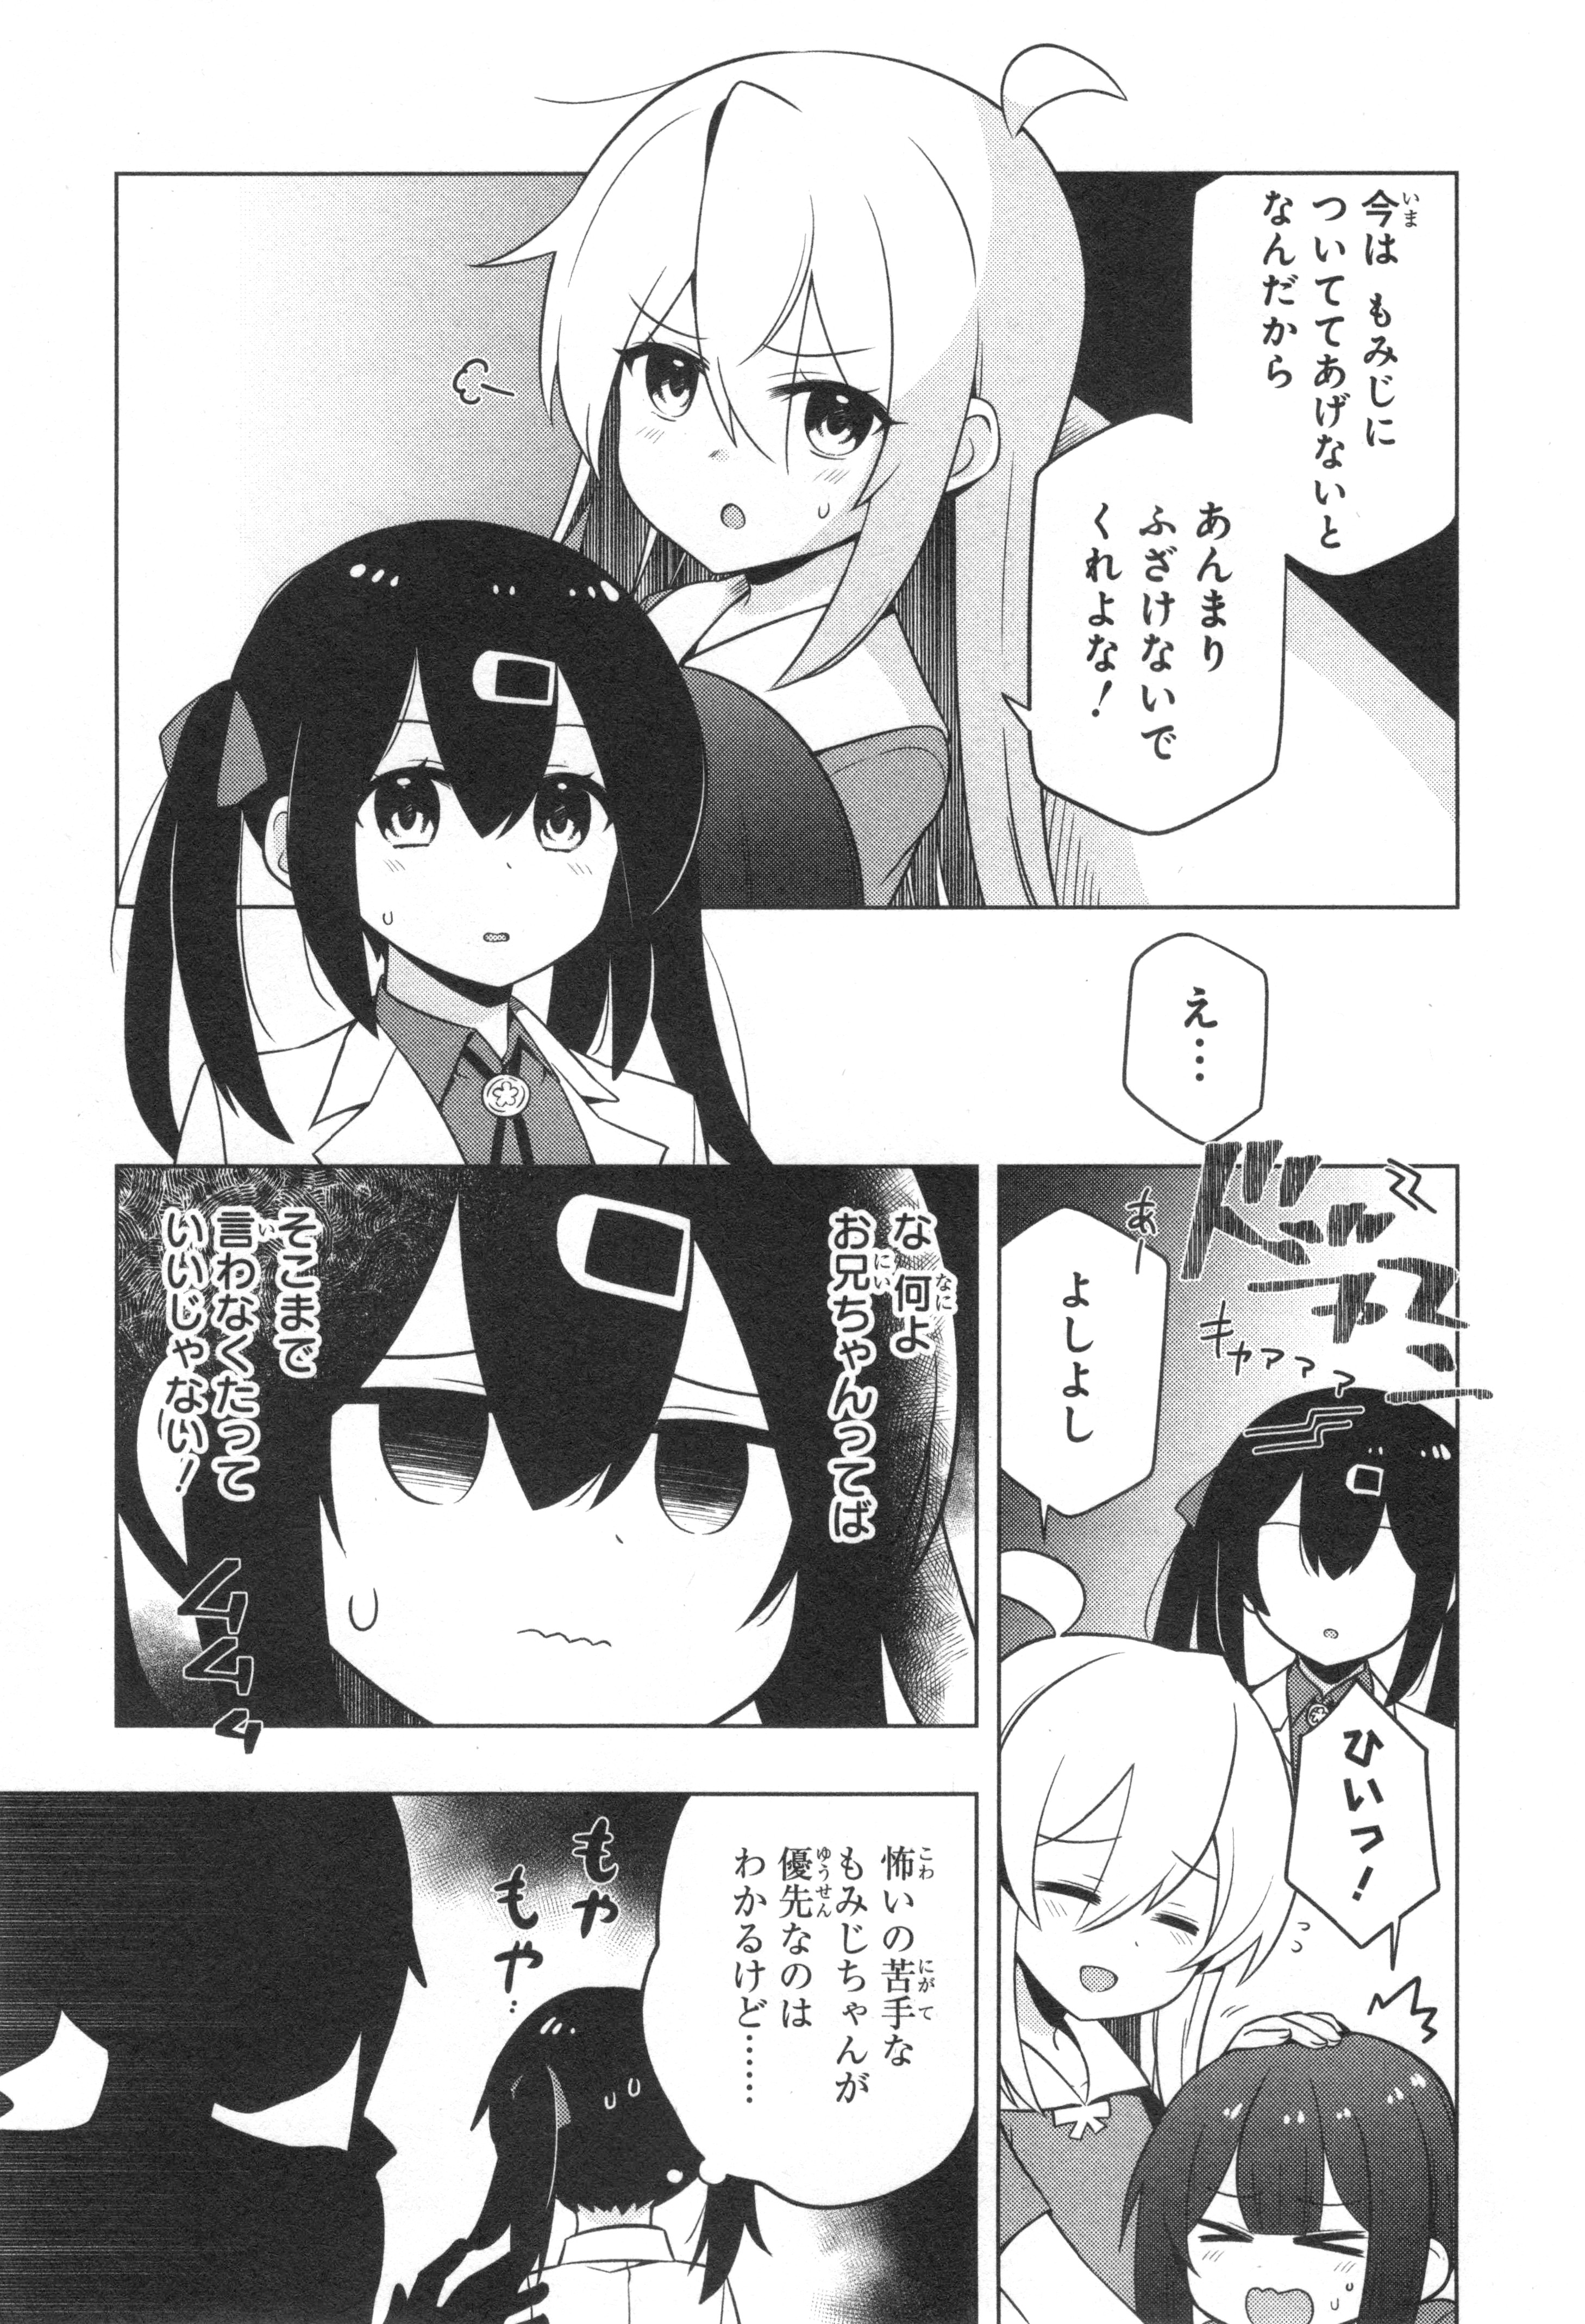 今は もみじに
ついててあげないと
なんだから
あんまり
ふざけないで
くれよな！
え‥‥
ドーン
キャアァァァ
あー
よしよし
ひいっ！
な 何よ
お兄ちゃんってば
そこまで
言わなくたって
いいじゃない！
怖いの苦手な
もみじちゃんが
優先なのは
わかるけど……
もや
もや‥